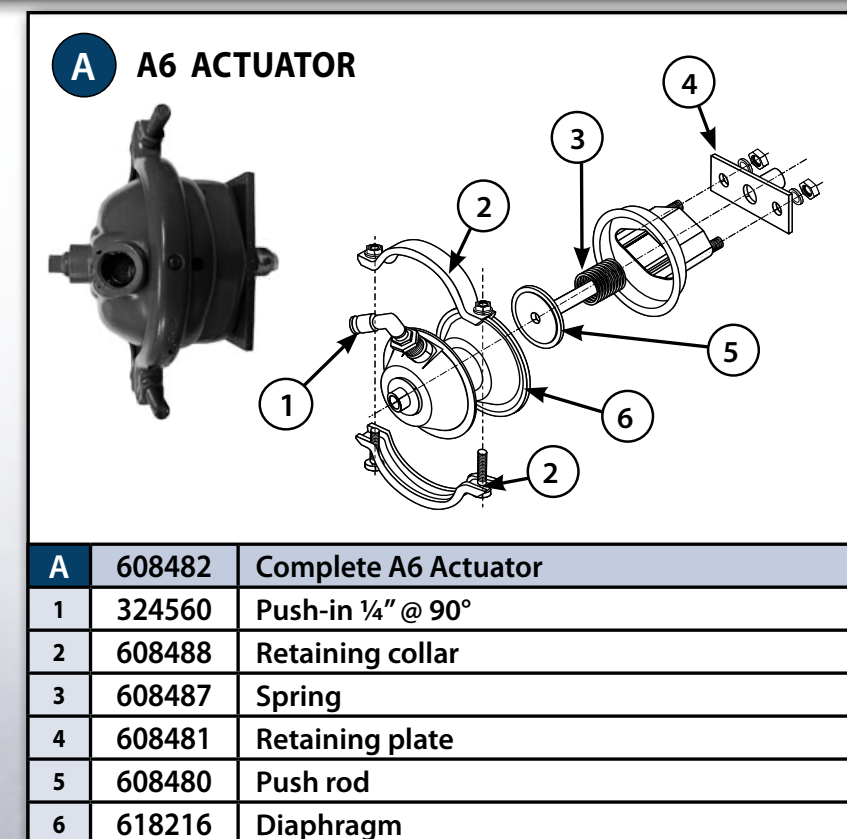 A A6 ACTUATOR
4
3
2
5
1
6
2
A 608482 Complete A6 Actuator
1 324560 Push-in ¼″ @ 90°
2 608488 Retaining collar
3 608487 Spring
4 608481 Retaining plate
5 608480 Push rod
6 618216 Diaphragm